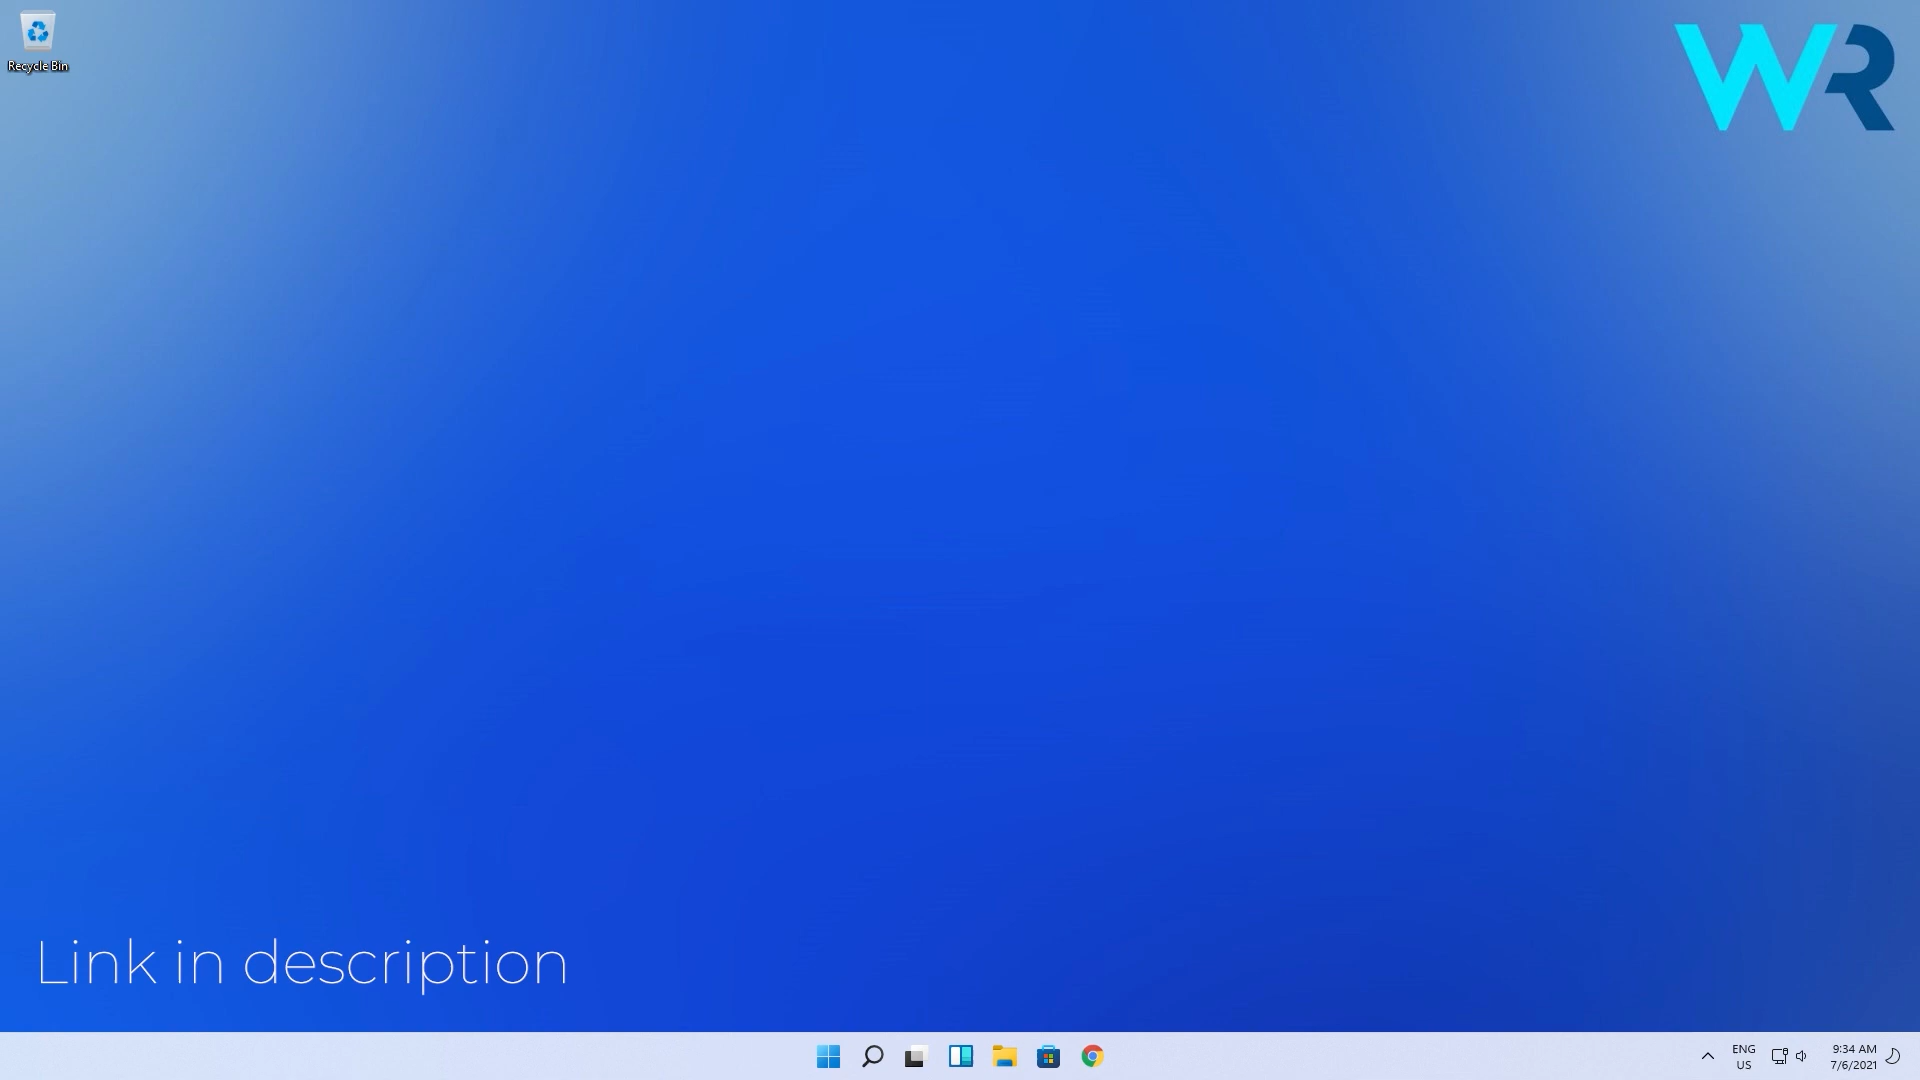 Recycle Bin
WR
Link in description
ENG
US
9:34 AM
7/6/2021